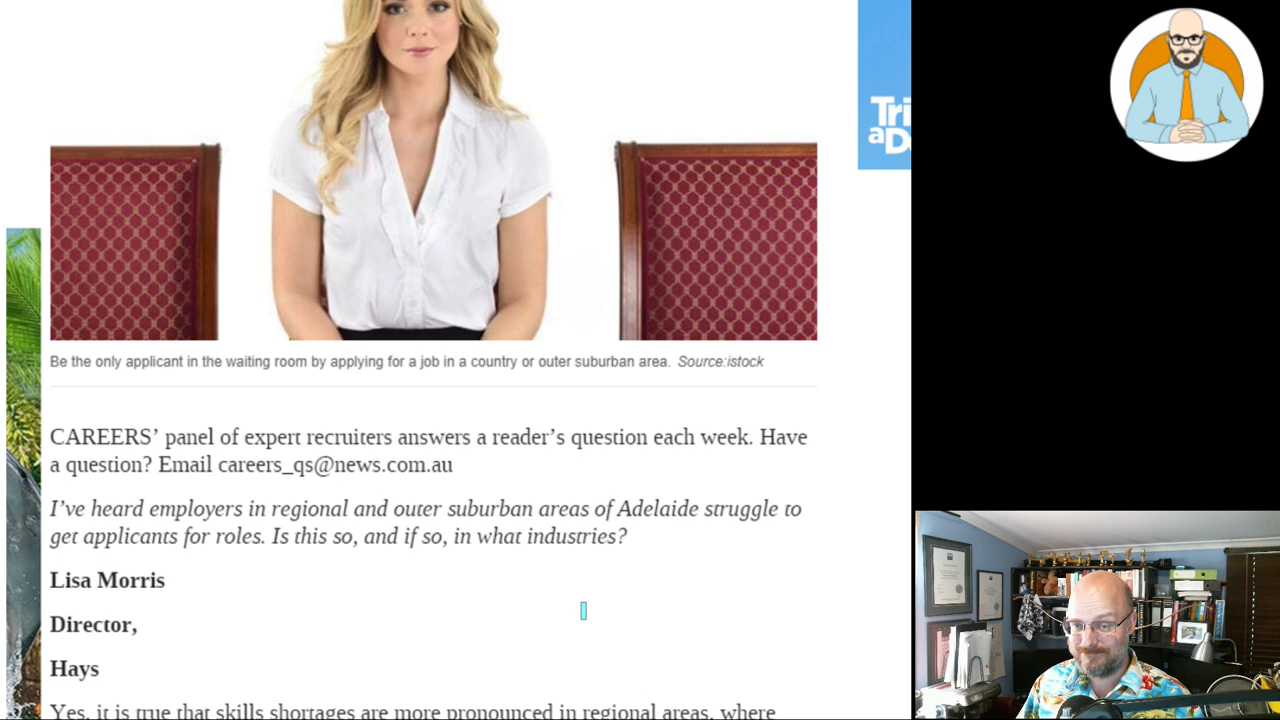 Tri
a D
Be the only applicant in the waiting room by applying for a job in a country or outer suburban area. Source:istock
CAREERS’ panel of expert recruiters answers a reader’s question each week. Have
a question? Email careers_qs@news.com.au
I’ve heard employers in regional and outer suburban areas of Adelaide struggle to
get applicants for roles. Is this so, and if so, in what industries?
Lisa Morris
Director,
Hays
Yes, it is true that skills shortages are more pronounced in regional areas, where